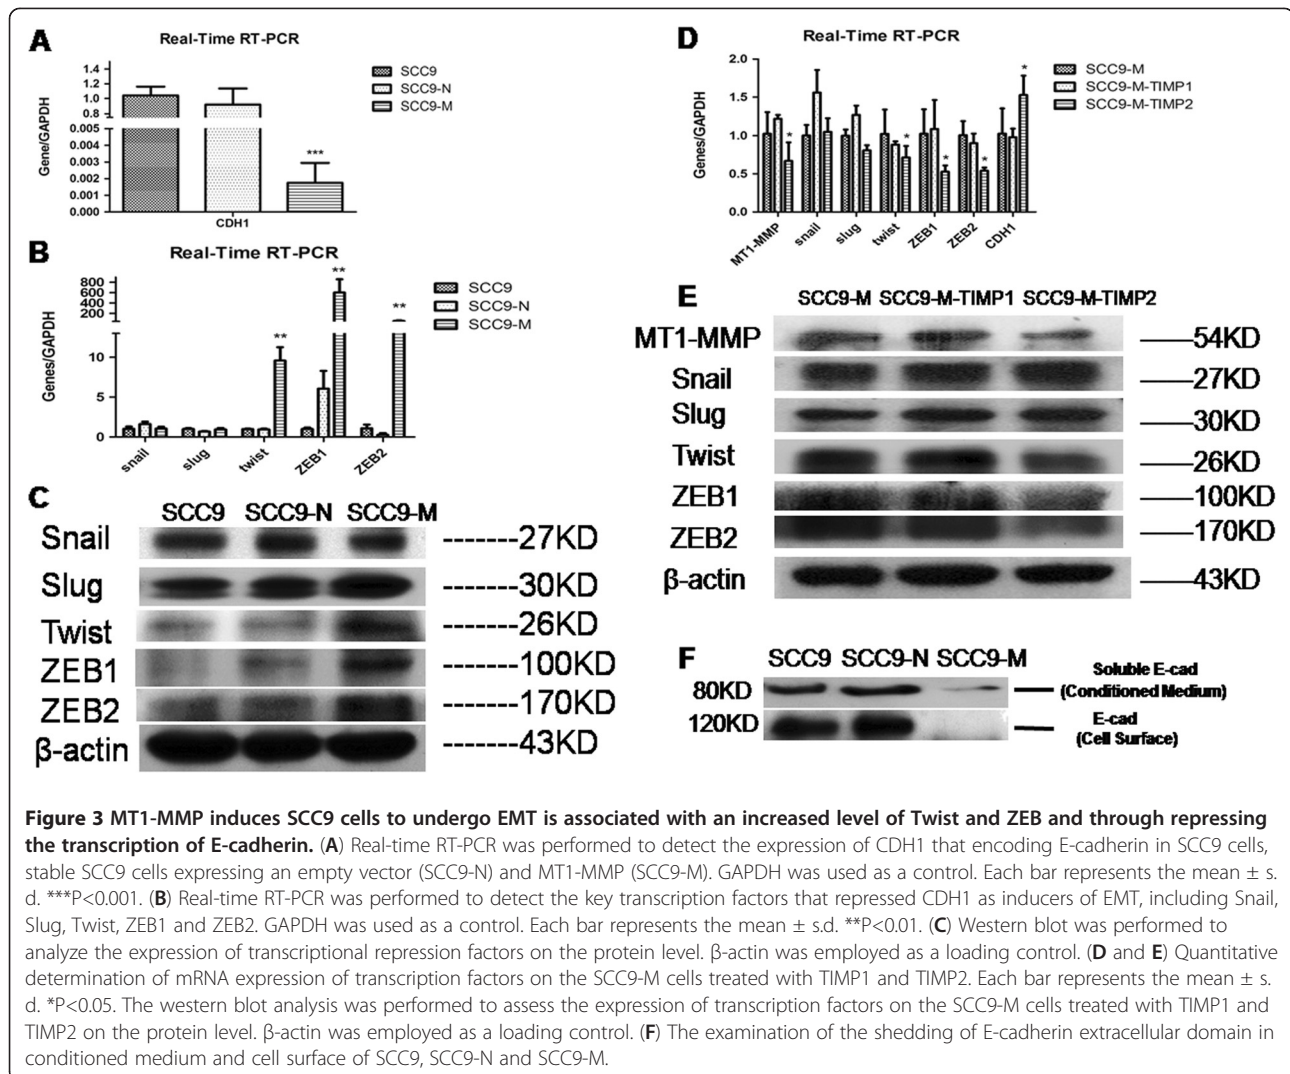 A
Real-Time RT-PCR
Gene/GAPDH
1.4
1.2
1.0
0.8
0.005
0.004
0.003
0.002
0.001
0.000
***
CDH1
SCC9
SCC9-N
SCC9-M
B
Real-Time RT-PCR
Genes/GAPDH
800
600
400
200
10
5
0
**
**
**
snail
slug
twist
ZEB1
ZEB2
SCC9
SCC9-N
SCC9-M
C
SCC9 SCC9-N SCC9-M
Snail -------27KD
Slug -------30KD
Twist -------26KD
ZEB1 -------100KD
ZEB2 -------170KD
β-actin ------43KD
D
Real-Time RT-PCR
Genes/GAPDH
2.0
1.5
1.0
0.5
0.0
*
*
*
*
*
MT1-MMP
snail
slug
twist
ZEB1
ZEB2
CDH1
SCC9-M
SCC9-M-TIMP1
SCC9-M-TIMP2
E
SCC9-M SCC9-M-TIMP1 SCC9-M-TIMP2
MT1-MMP ——54KD
Snail ——27KD
Slug ——30KD
Twist ——26KD
ZEB1 ——100KD
ZEB2 ——170KD
β-actin ——43KD
F
SCC9 SCC9-N SCC9-M
80KD Soluble E-cad
(Conditioned Medium)
120KD E-cad
(Cell Surface)
Figure 3 MT1-MMP induces SCC9 cells to undergo EMT is associated with an increased level of Twist and ZEB and through repressing
the transcription of E-cadherin. (A) Real-time RT-PCR was performed to detect the expression of CDH1 that encoding E-cadherin in SCC9 cells,
stable SCC9 cells expressing an empty vector (SCC9-N) and MT1-MMP (SCC9-M). GAPDH was used as a control. Each bar represents the mean ± s.
d. ***P<0.001. (B) Real-time RT-PCR was performed to detect the key transcription factors that repressed CDH1 as inducers of EMT, including Snail,
Slug, Twist, ZEB1 and ZEB2. GAPDH was used as a control. Each bar represents the mean ± s.d. **P<0.01. (C) Western blot was performed to
analyze the expression of transcriptional repression factors on the protein level. β-actin was employed as a loading control. (D and E) Quantitative
determination of mRNA expression of transcription factors on the SCC9-M cells treated with TIMP1 and TIMP2. Each bar represents the mean ± s.
d. *P<0.05. The western blot analysis was performed to assess the expression of transcription factors on the SCC9-M cells treated with TIMP1 and
TIMP2 on the protein level. β-actin was employed as a loading control. (F) The examination of the shedding of E-cadherin extracellular domain in
conditioned medium and cell surface of SCC9, SCC9-N and SCC9-M.